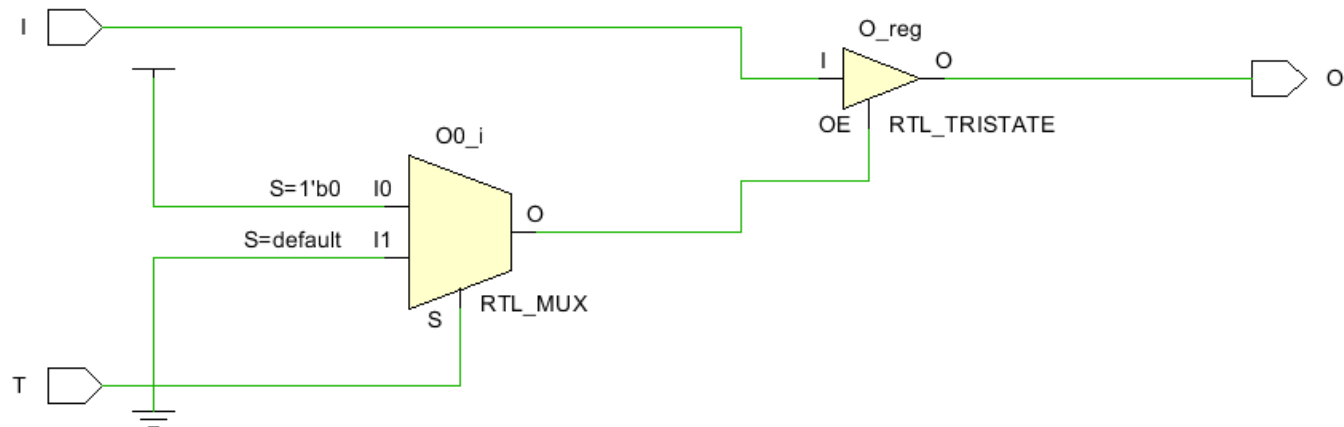 I
O_reg
I
O
O
OE
RTL_TRISTATE
O0_i
S=1'b0
I0
O
S=default
I1
RTL_MUX
S
T